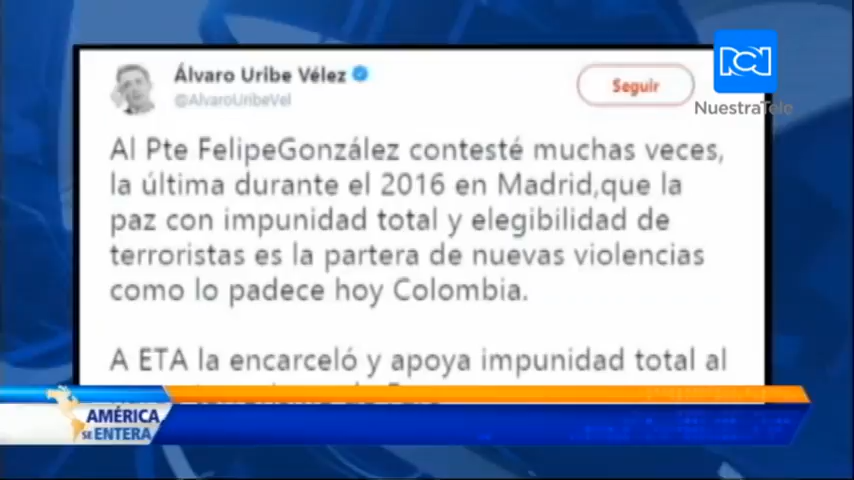 Álvaro Uribe Vélez
@AlvaroUribeVel
Seguir
RCN
NuestraTele
Al Pte FelipeGonzález contesté muchas veces,
la última durante el 2016 en Madrid,que la
paz con impunidad total y elegibilidad de
terroristas es la partera de nuevas violencias
como lo padece hoy Colombia.
A ETA la encarceló y apoya impunidad total al
AMÉRICA
SE ENTERA